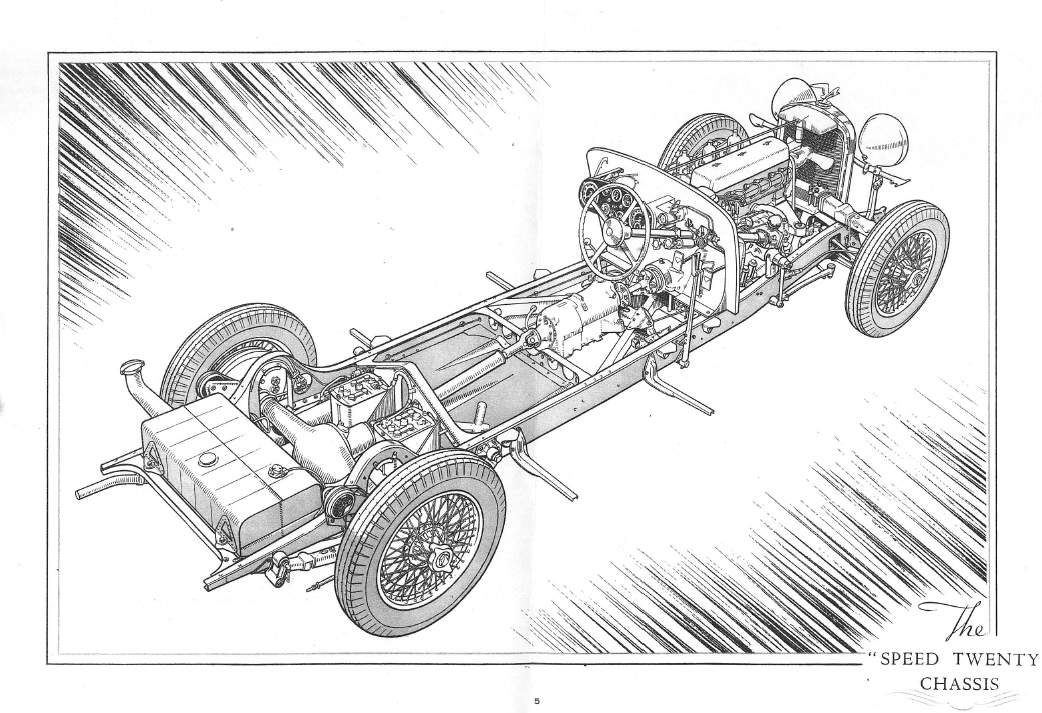 The
"SPEED TWENTY
CHASSIS
5